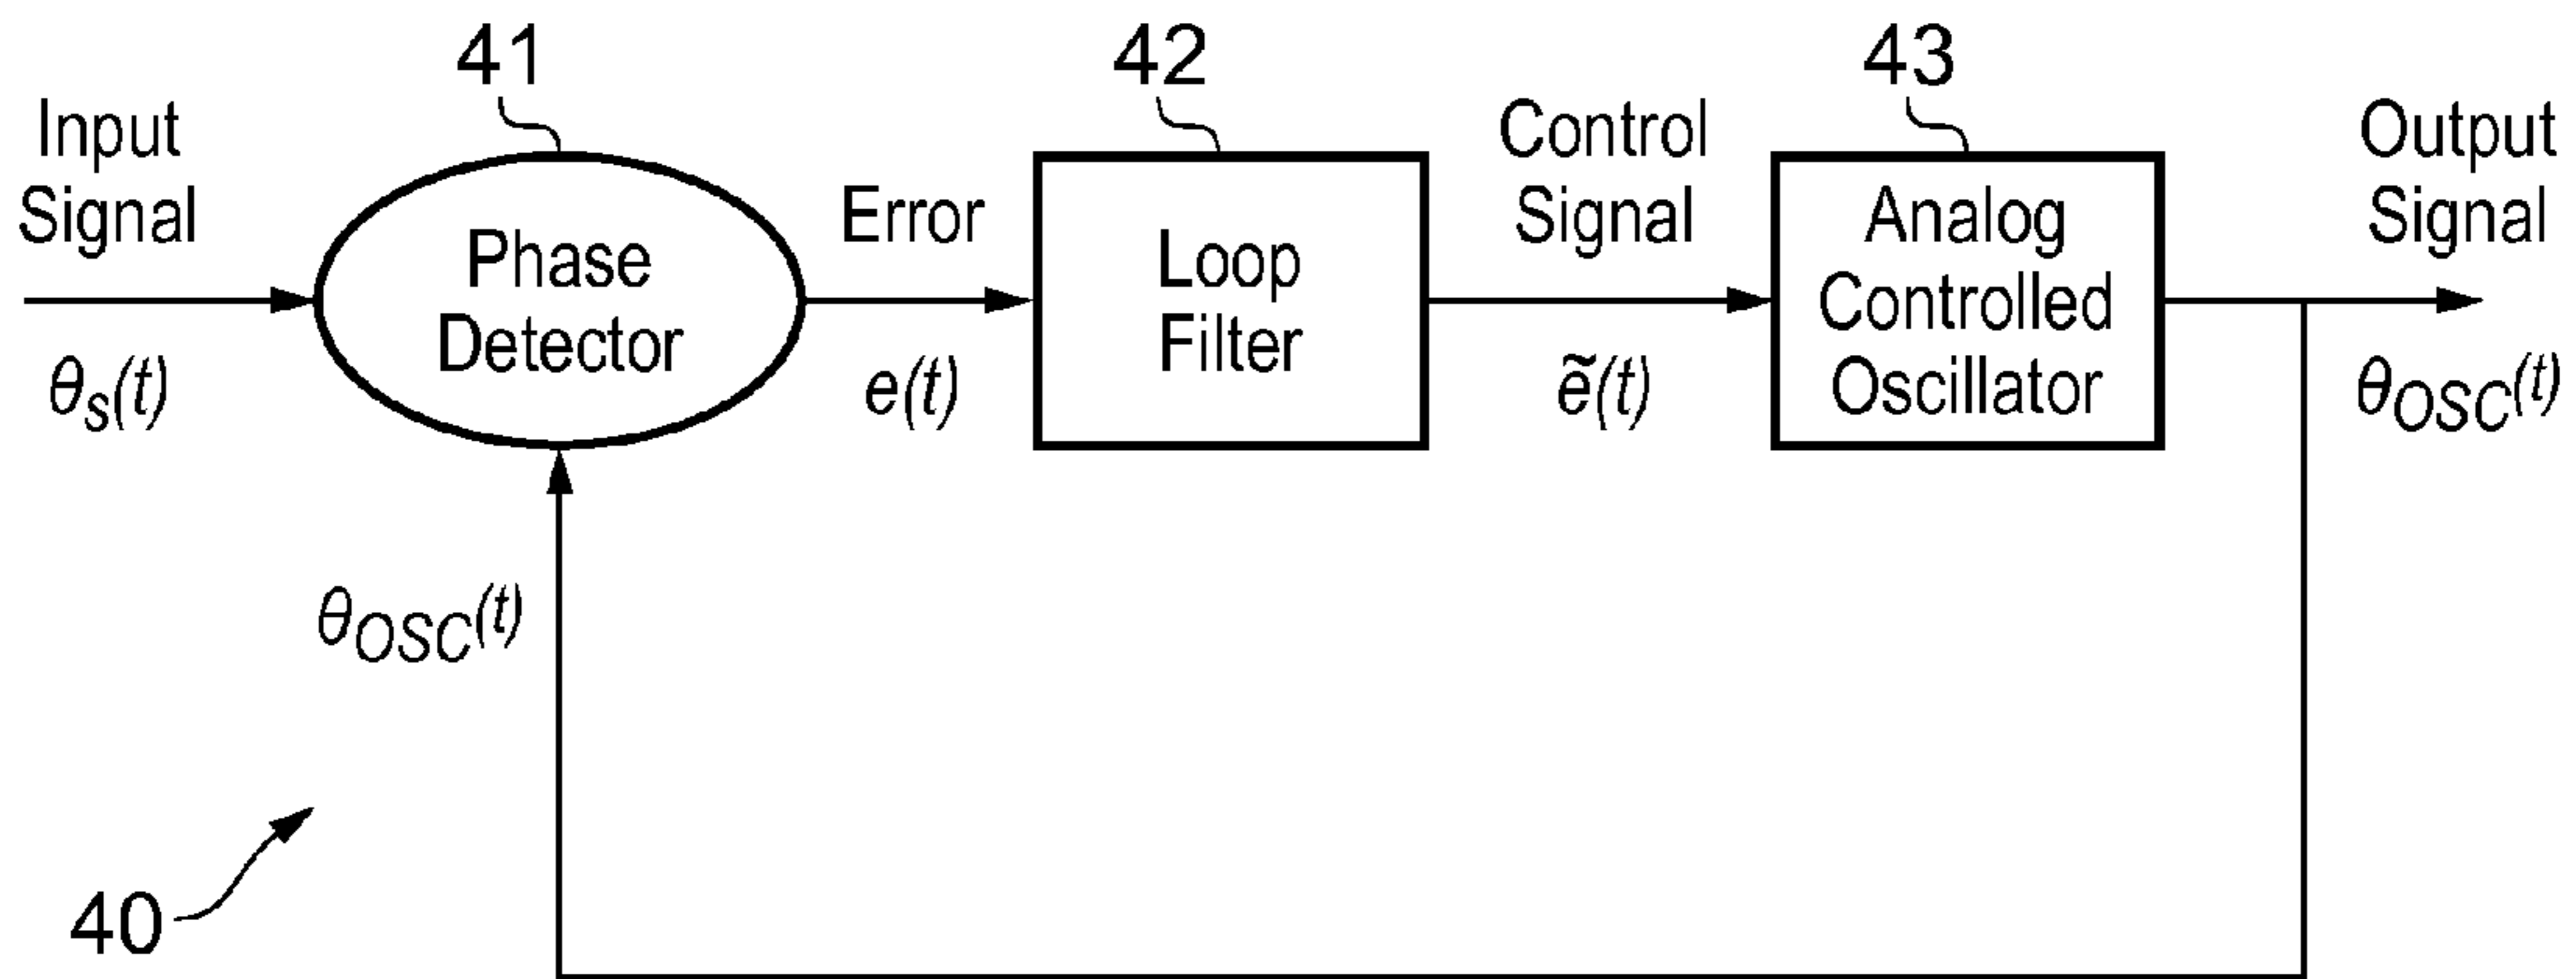 41
42
43
Input
Signal
Control
Signal
Output
Signal
Error
Phase
Detector
Loop
Filter
Analog
Controlled
Oscillator
θs(t)
e(t)
ẽ(t)
θOSC(t)
θOSC(t)
40